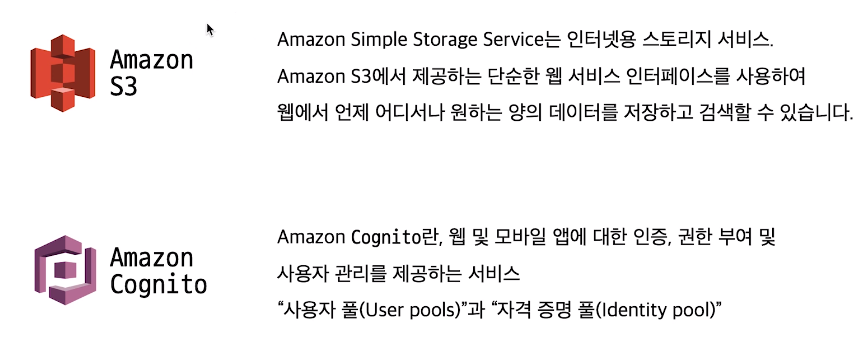 Amazon
S3
Amazon Simple Storage Service는 인터넷용 스토리지 서비스.
Amazon S3에서 제공하는 단순한 웹 서비스 인터페이스를 사용하여
웹에서 언제 어디서나 원하는 양의 데이터를 저장하고 검색할 수 있습니다.
Amazon
Cognito
Amazon Cognito란, 웹 및 모바일 앱에 대한 인증, 권한 부여 및
사용자 관리를 제공하는 서비스
“사용자 풀(User pools)”과 “자격 증명 풀(Identity pool)”